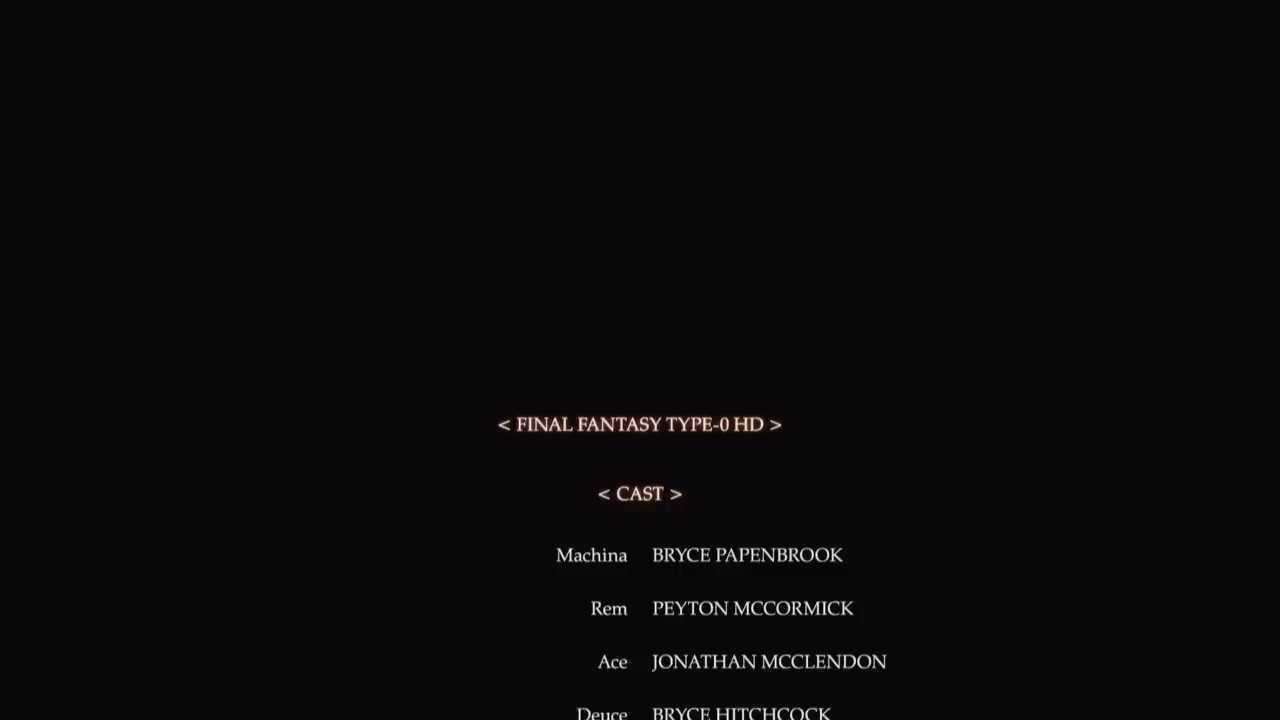 < FINAL FANTASY TYPE-0 HD >
< CAST >
Machina BRYCE PAPENBROOK
Rem PEYTON MCCORMICK
Ace JONATHAN MCCLENDON
Deuce BRYCE HITCHCOCK